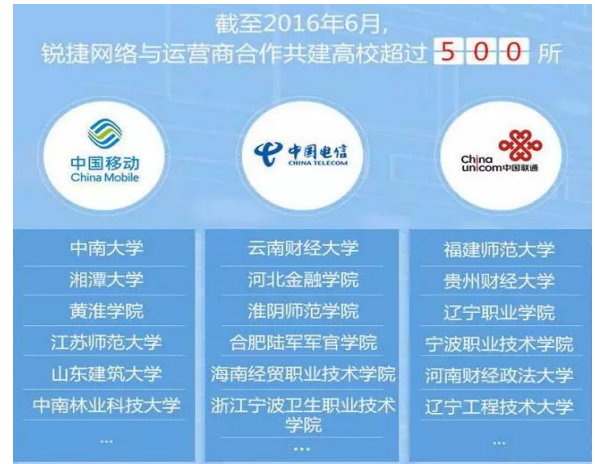 截至2016年6月,
锐捷网络与运营商合作共建高校超过 500 所
中国移动
China Mobile
中国电信
CHINA TELECOM
China
unicom中国联通
中南大学
湘潭大学
黄淮学院
江苏师范大学
山东建筑大学
中南林业科技大学
...
云南财经大学
河北金融学院
淮阴师范学院
合肥陆军军官学院
海南经贸职业技术学院
浙江宁波卫生职业技术
学院
...
福建师范大学
贵州财经大学
辽宁职业学院
宁波职业技术学院
河南财经政法大学
辽宁工程技术大学
...